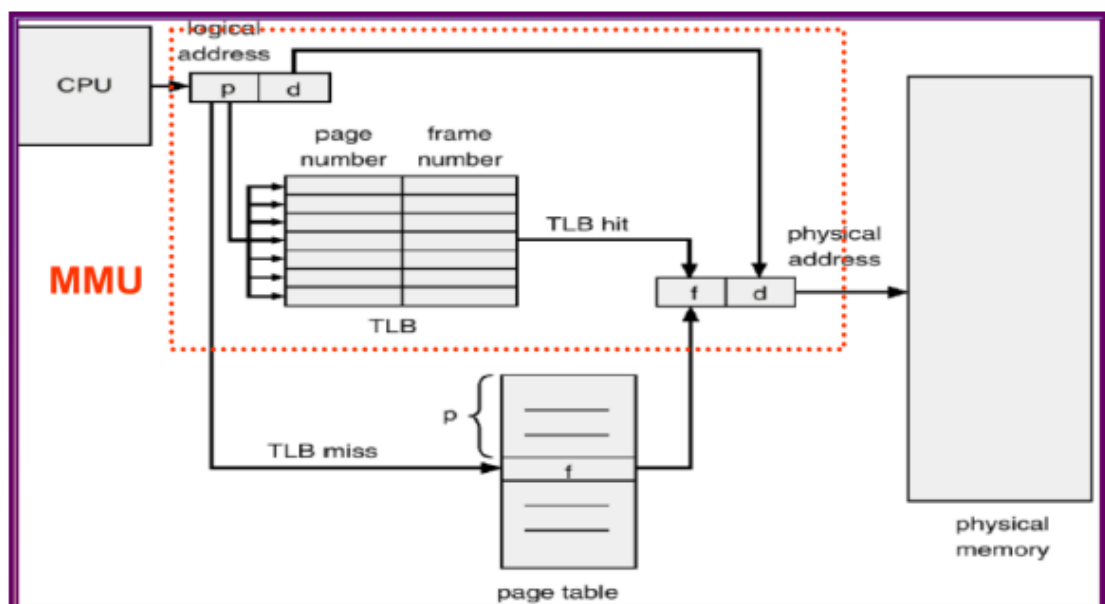 logical
address
CPU
p
d
page
number
frame
number
TLB hit
physical
address
MMU
f
d
TLB
p
TLB miss
f
physical
memory
page table